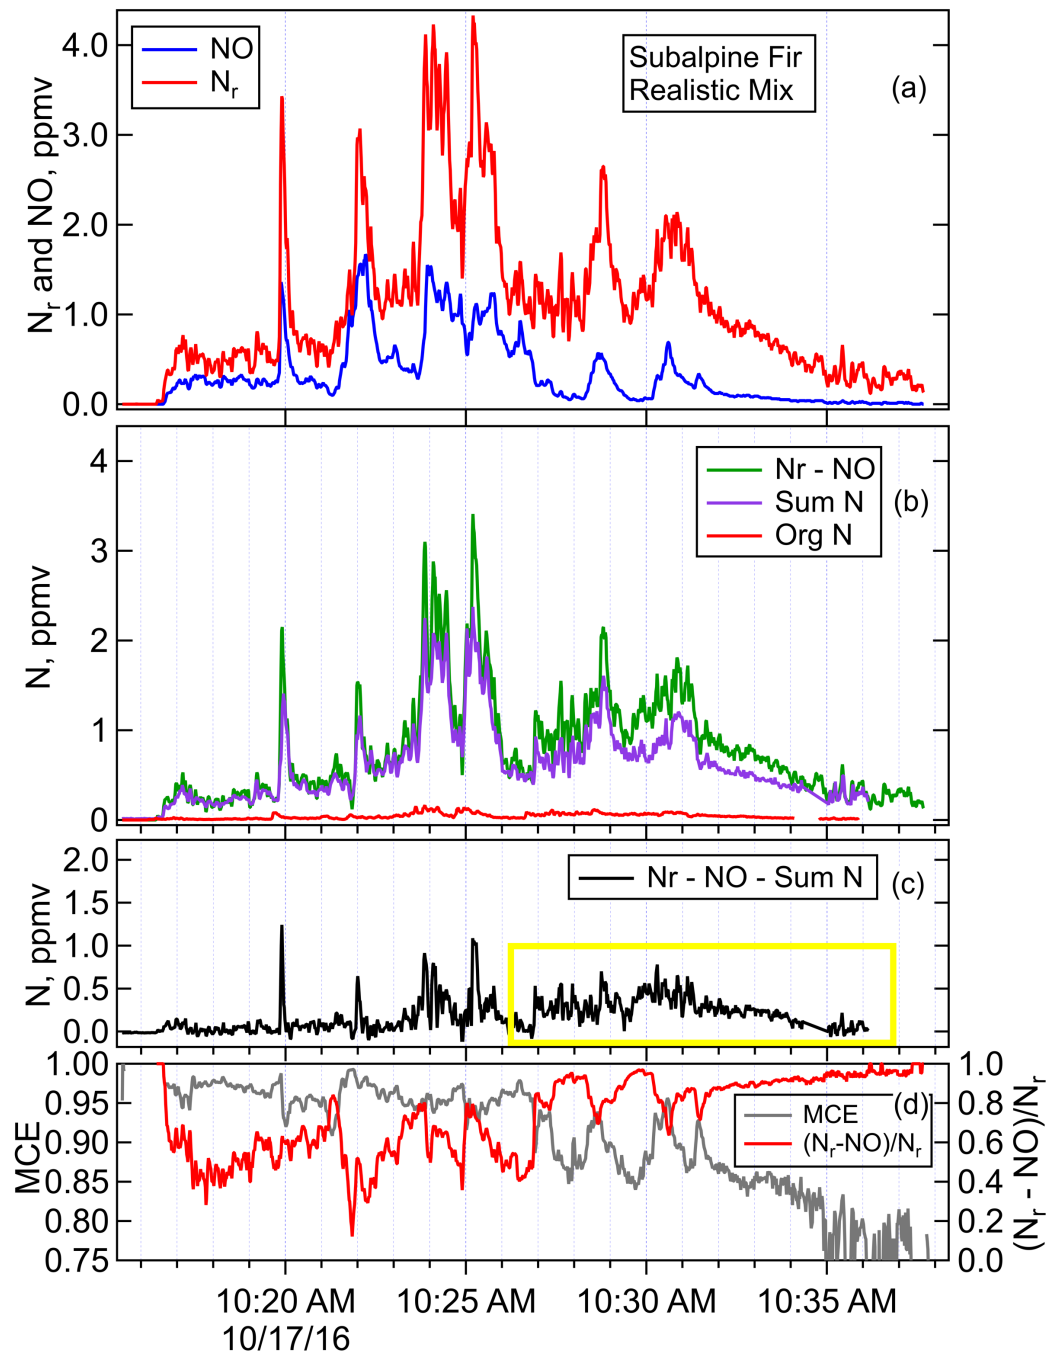 NO
Nr
Subalpine Fir
Realistic Mix
(a)
Nr and NO, ppmv
4.0
3.0
2.0
1.0
0.0
Nr - NO
Sum N
Org N
(b)
N, ppmv
4
3
2
1
0
Nr - NO - Sum N
(c)
N, ppmv
2.0
1.5
1.0
0.5
0.0
MCE
(Nr-NO)/Nr
(d)
MCE
1.00
0.95
0.90
0.85
0.80
0.75
1.0
0.8
0.6
0.4
0.2
0.0
(Nr - NO)/Nr
10:20 AM
10/17/16
10:25 AM
10:30 AM
10:35 AM